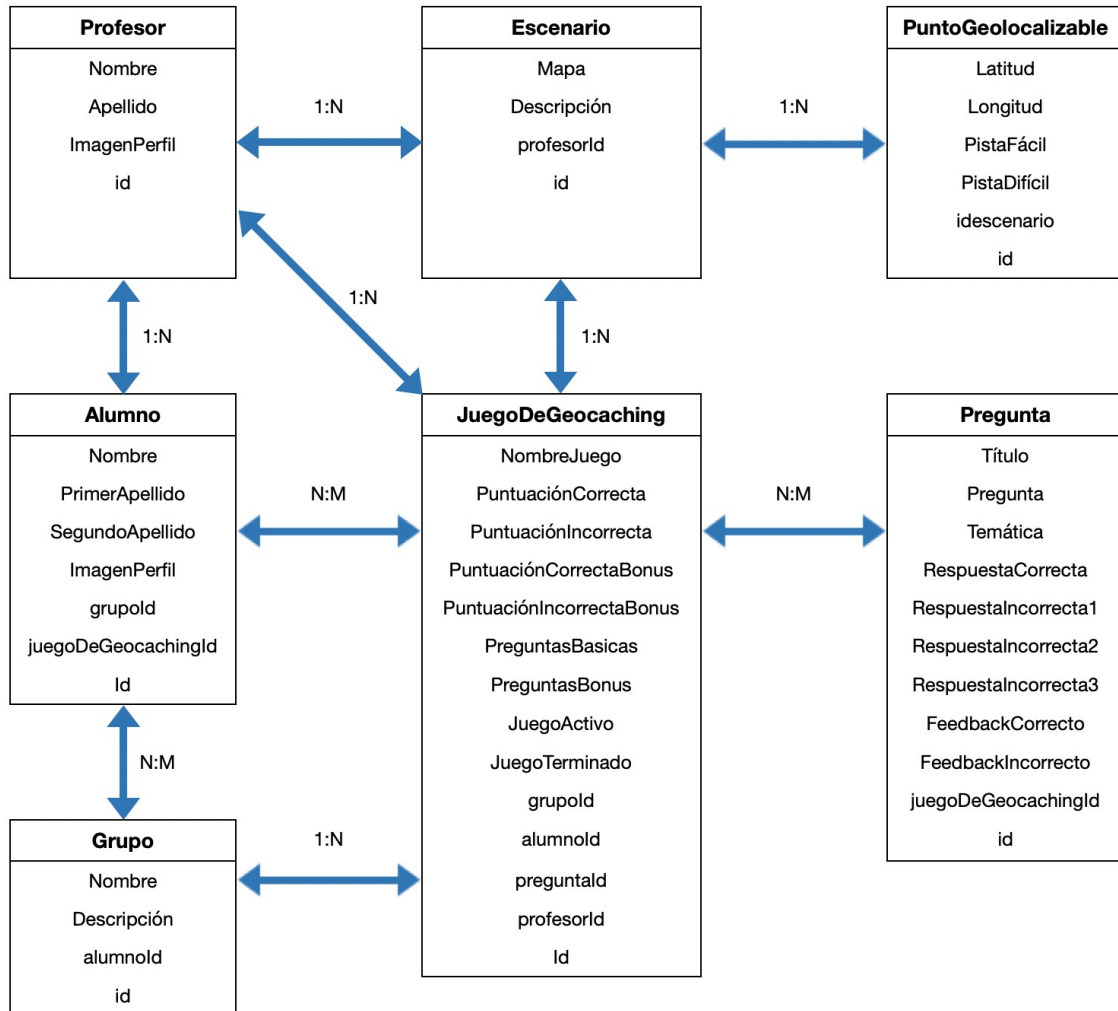 Profesor
Nombre
Apellido
ImagenPerfil
id
1:N
Escenario
Mapa
Descripción
profesorId
id
1:N
PuntoGeolocalizable
Latitud
Longitud
PistaFácil
PistaDifícil
idescenario
id
1:N
1:N
1:N
Alumno
Nombre
PrimerApellido
SegundoApellido
ImagenPerfil
grupoId
juegoDeGeocachingId
Id
N:M
JuegoDeGeocaching
NombreJuego
PuntuaciónCorrecta
PuntuaciónIncorrecta
PuntuaciónCorrectaBonus
PuntuaciónIncorrectaBonus
PreguntasBasicas
PreguntasBonus
JuegoActivo
JuegoTerminado
grupoId
alumnoId
preguntaId
profesorId
Id
N:M
Pregunta
Título
Pregunta
Temática
RespuestaCorrecta
RespuestaIncorrecta1
RespuestaIncorrecta2
RespuestaIncorrecta3
FeedbackCorrecto
FeedbackIncorrecto
juegoDeGeocachingId
id
N:M
Grupo
Nombre
Descripción
alumnoId
id
1:N